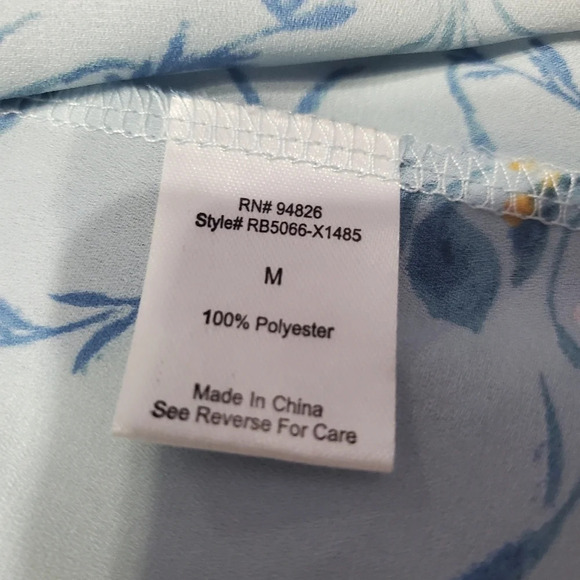 RN# 94826
Style# RB5066-X1485
M
100% Polyester
Made In China
See Reverse For Care